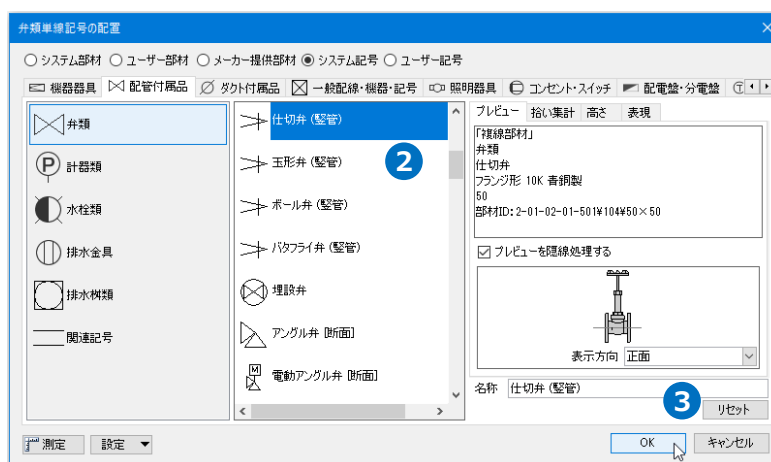 弁類単線記号の配置
システム部材 ユーザー部材 メーカー提供部材 システム記号 ユーザー記号
機器器具 配管付属品 ダクト付属品 一般配線・機器・記号 照明器具 コンセント・スイッチ 配電盤・分電盤
弁類
計器類
水栓類
排水金具
排水桝類
関連記号
仕切弁 (竪管)
2
玉形弁 (竪管)
ボール弁 (竪管)
バタフライ弁 (竪管)
埋設弁
アングル弁 [断面]
電動アングル弁 [断面]
プレビュー 拾い集計 高さ 表現
「複線部材」
弁類
仕切弁
フランジ形 10K 青銅製
50
部材ID:2-01-02-01-501¥104¥50×50
プレビューを隠線処理する
表示方向 正面
名称 仕切弁 (竪管)
3
リセット
測定 設定 OK キャンセル